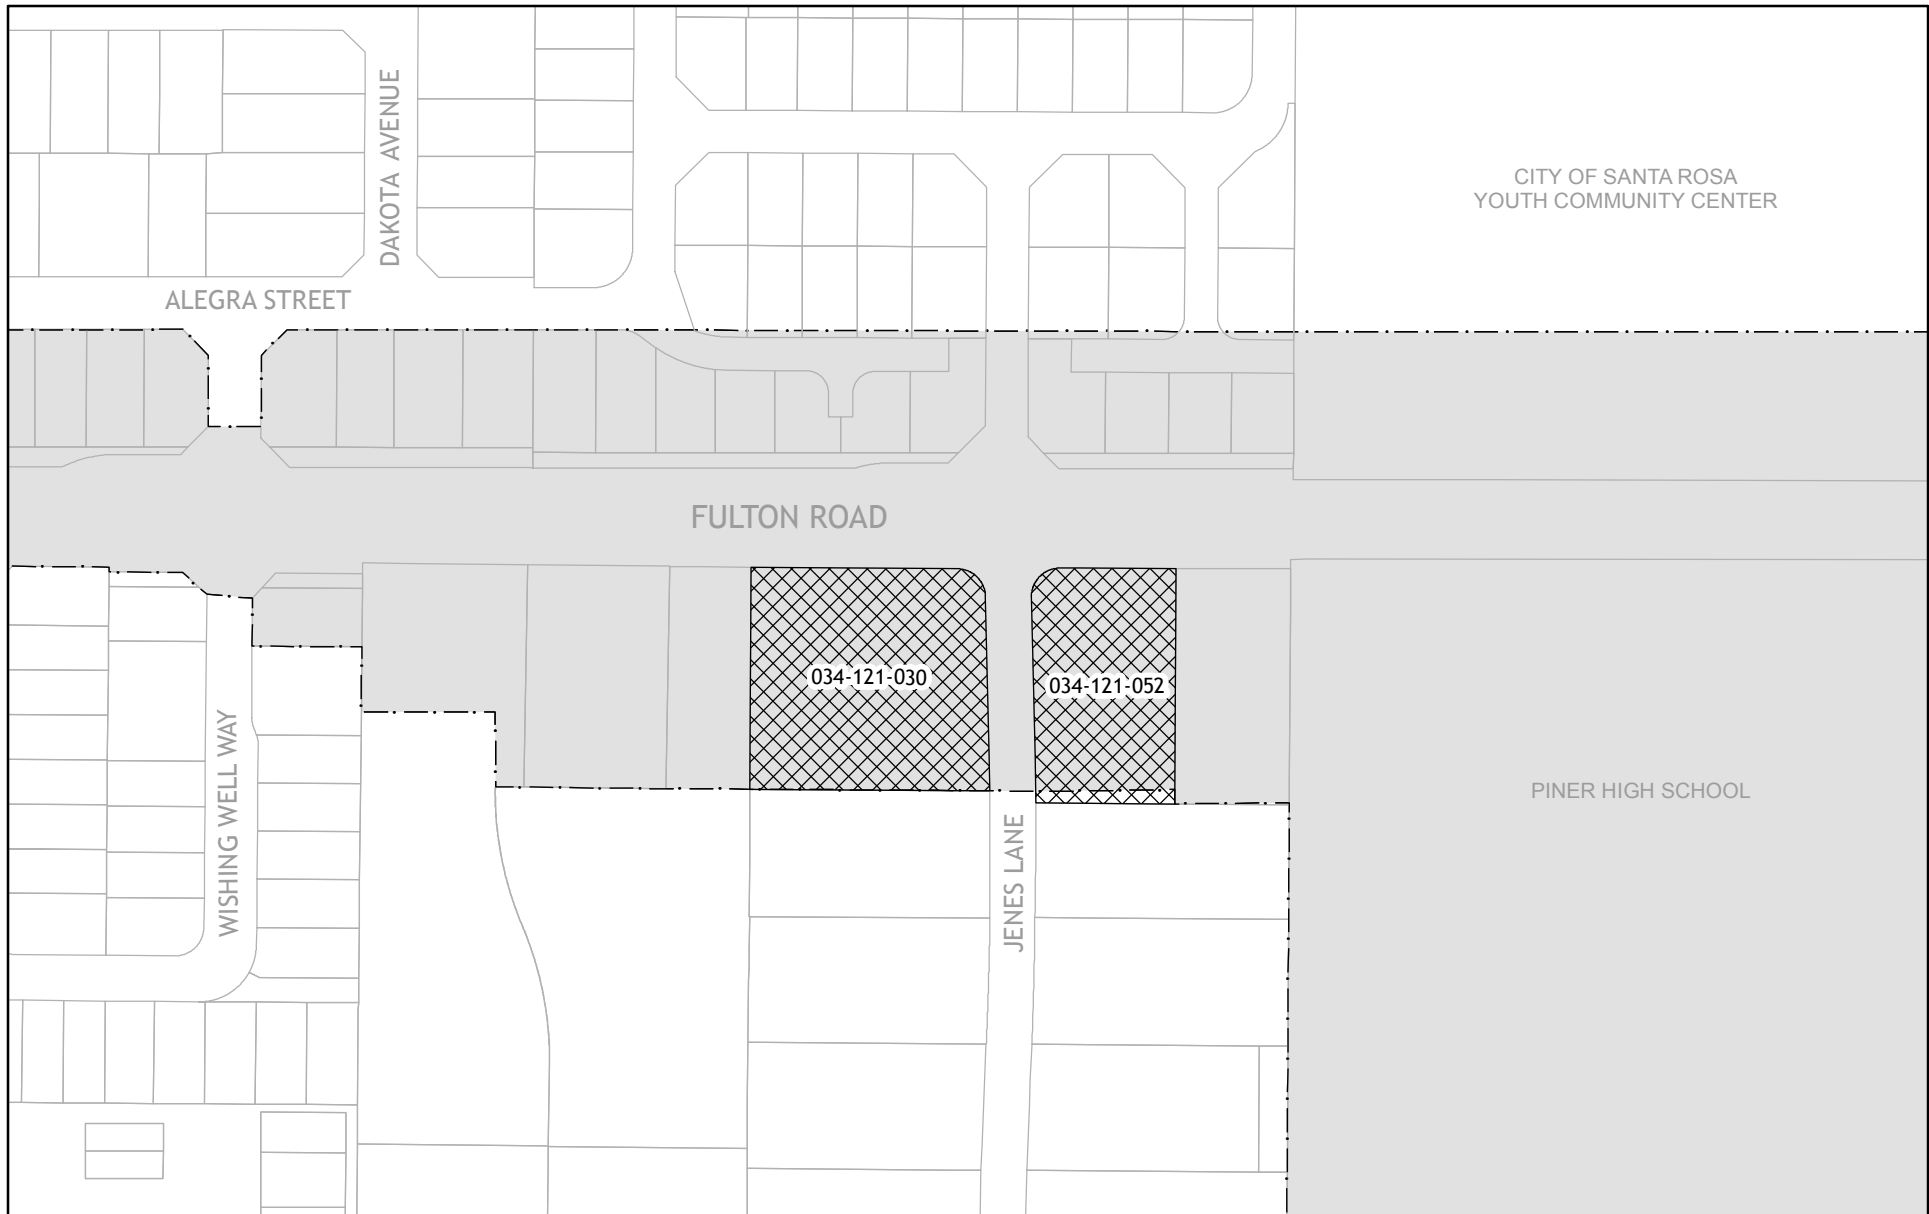 DAKOTA AVENUE
CITY OF SANTA ROSA
YOUTH COMMUNITY CENTER
ALEGRA STREET
FULTON ROAD
034-121-030
034-121-052
WISHING WELL WAY
JENES LANE
PINER HIGH SCHOOL